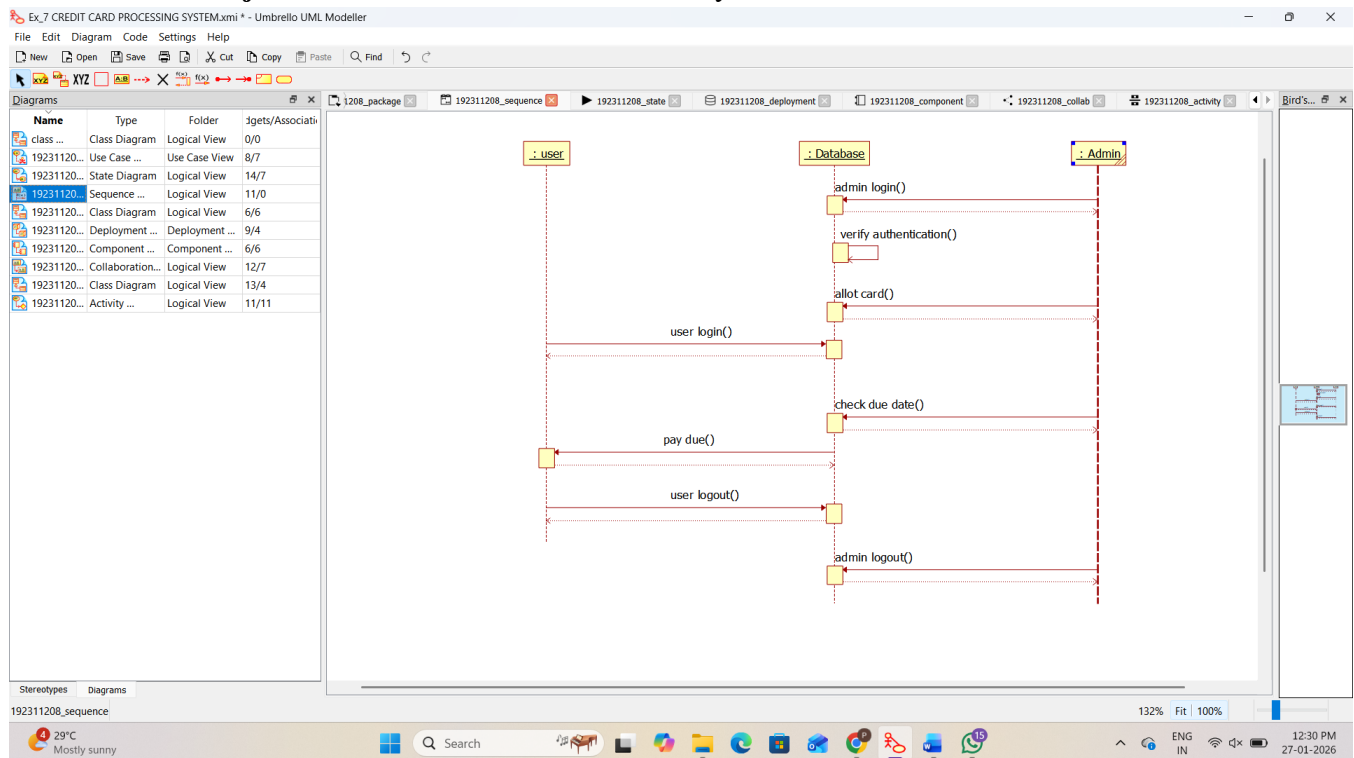 Ex_7 CREDIT CARD PROCESSING SYSTEM.xmi * - Umbrello UML Modeller
File Edit Diagram Code Settings Help
New Open Save Cut Copy Paste Find
XYZ XYZ A:B f(x) f(x)
Diagrams
1208_package 192311208_sequence 192311208_state 192311208_deployment 192311208_component 192311208_collab 192311208_activity Bird's...
Name Type Folder dgets/Associati
class ... Class Diagram Logical View 0/0
19231120... Use Case ... Use Case View 8/7
19231120... State Diagram Logical View 14/7
19231120... Sequence ... Logical View 11/0
19231120... Class Diagram Logical View 6/6
19231120... Deployment ... Deployment ... 9/4
19231120... Component ... Component ... 6/6
19231120... Collaboration... Logical View 12/7
19231120... Class Diagram Logical View 13/4
19231120... Activity ... Logical View 11/11
: user : Database : Admin
admin login()
verify authentication()
allot card()
user login()
check due date()
pay due()
user logout()
admin logout()
Stereotypes Diagrams
192311208_sequence 132% Fit 100%
4 29°C
Mostly sunny
Search
15
ENG
IN
12:30 PM
27-01-2026